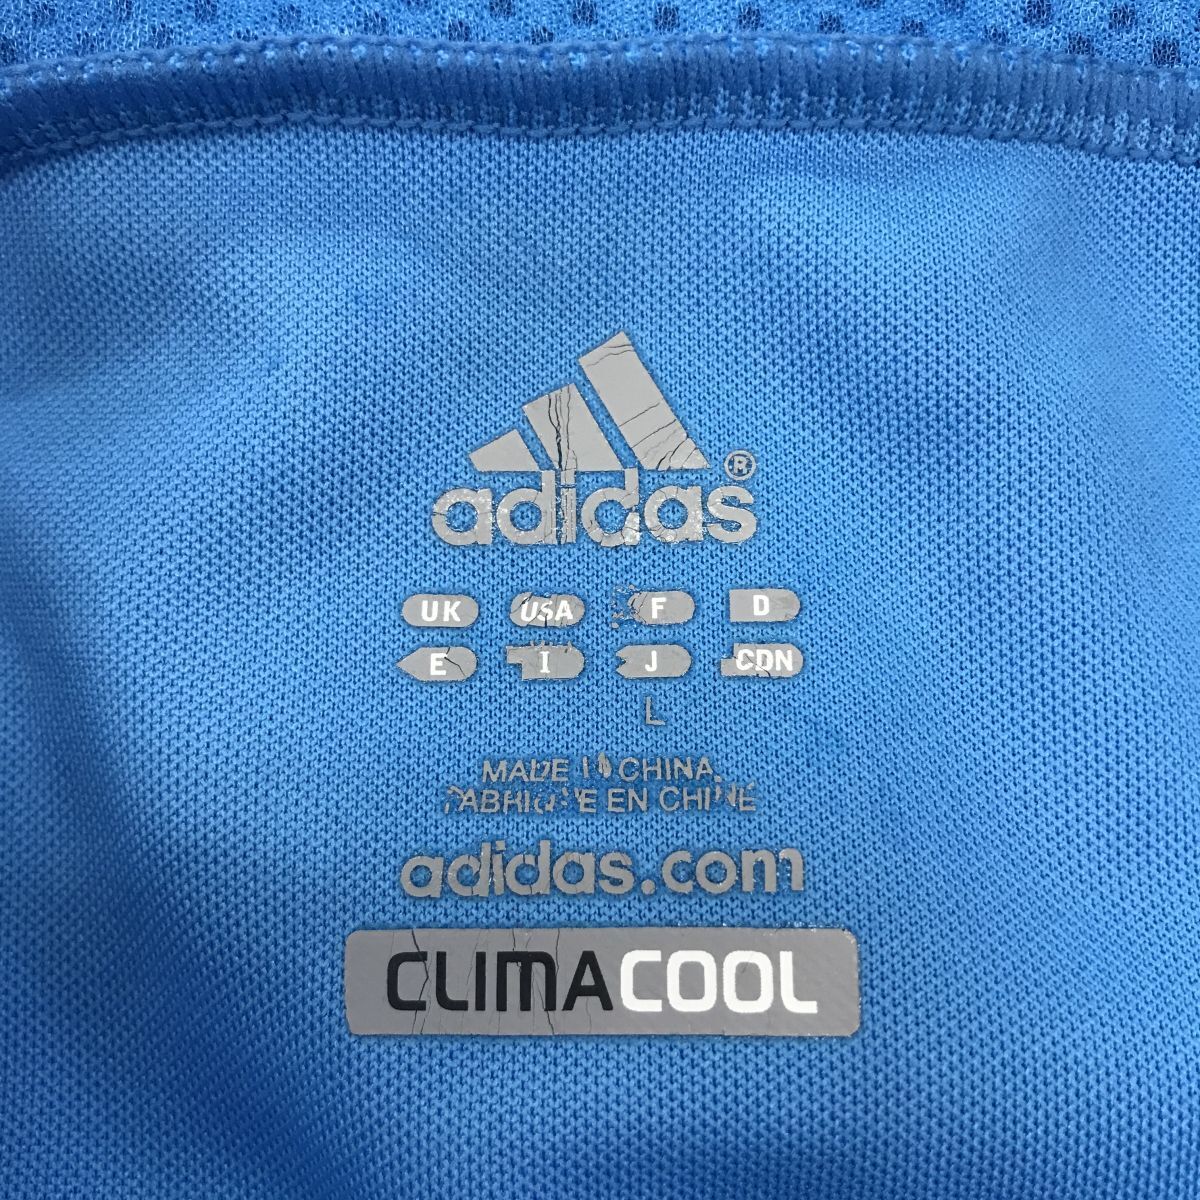 adidas®
UK USA F D
E I J CDN
L
MADE IN CHINA
FABRIQUE EN CHINE
adidas.com
CLIMACOOL